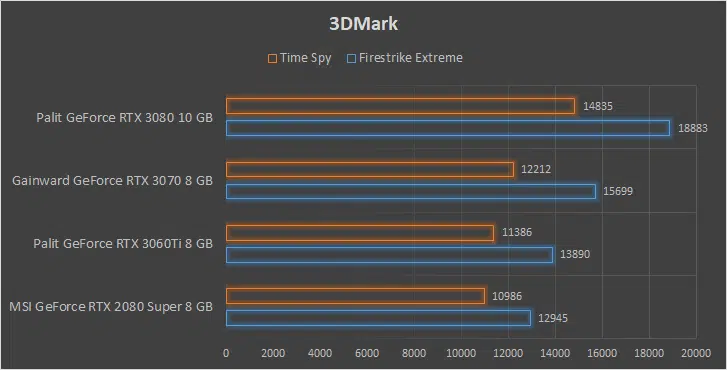 3DMark
Time Spy Firestrike Extreme
Palit GeForce RTX 3080 10 GB
14835
18883
Gainward GeForce RTX 3070 8 GB
12212
15699
Palit GeForce RTX 3060Ti 8 GB
11386
13890
MSI GeForce RTX 2080 Super 8 GB
10986
12945
0 2000 4000 6000 8000 10000 12000 14000 16000 18000 20000